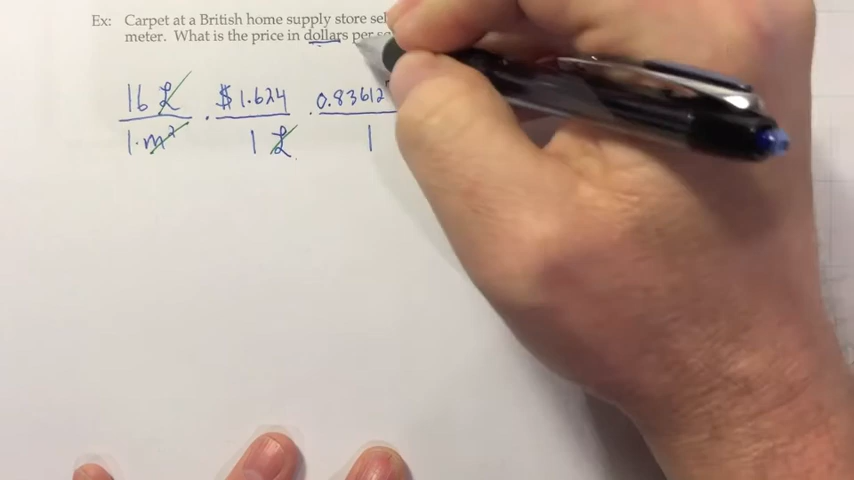 Ex: Carpet at a British home supply store
meter. What is the price in dollars per
16 £ / 1·m² · $1.624 / 1 £ · 0.83612 / 1